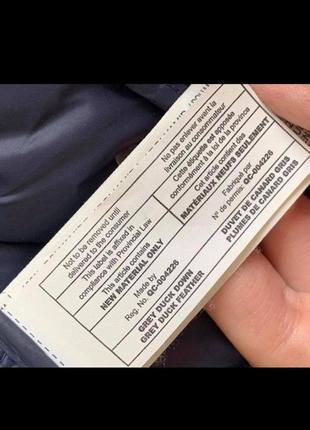 Not to be removed until
delivered to the consumer
This label is affixed in
compliance with Provincial Law
This article contains
NEW MATERIAL ONLY
Made by
Reg. No. QC-004226
GREY DUCK DOWN
GREY DUCK FEATHER
Ne pas enlever avant la
livraison au consommateur
Cette étiquette est apposée
conformément à la loi de la province
Cet article contient des
MATÉRIAUX NEUFS SEULEMENT
Fabriqué par
N° de permis: QC-004226
DUVET DE CANARD GRIS
PLUMES DE CANARD GRIS